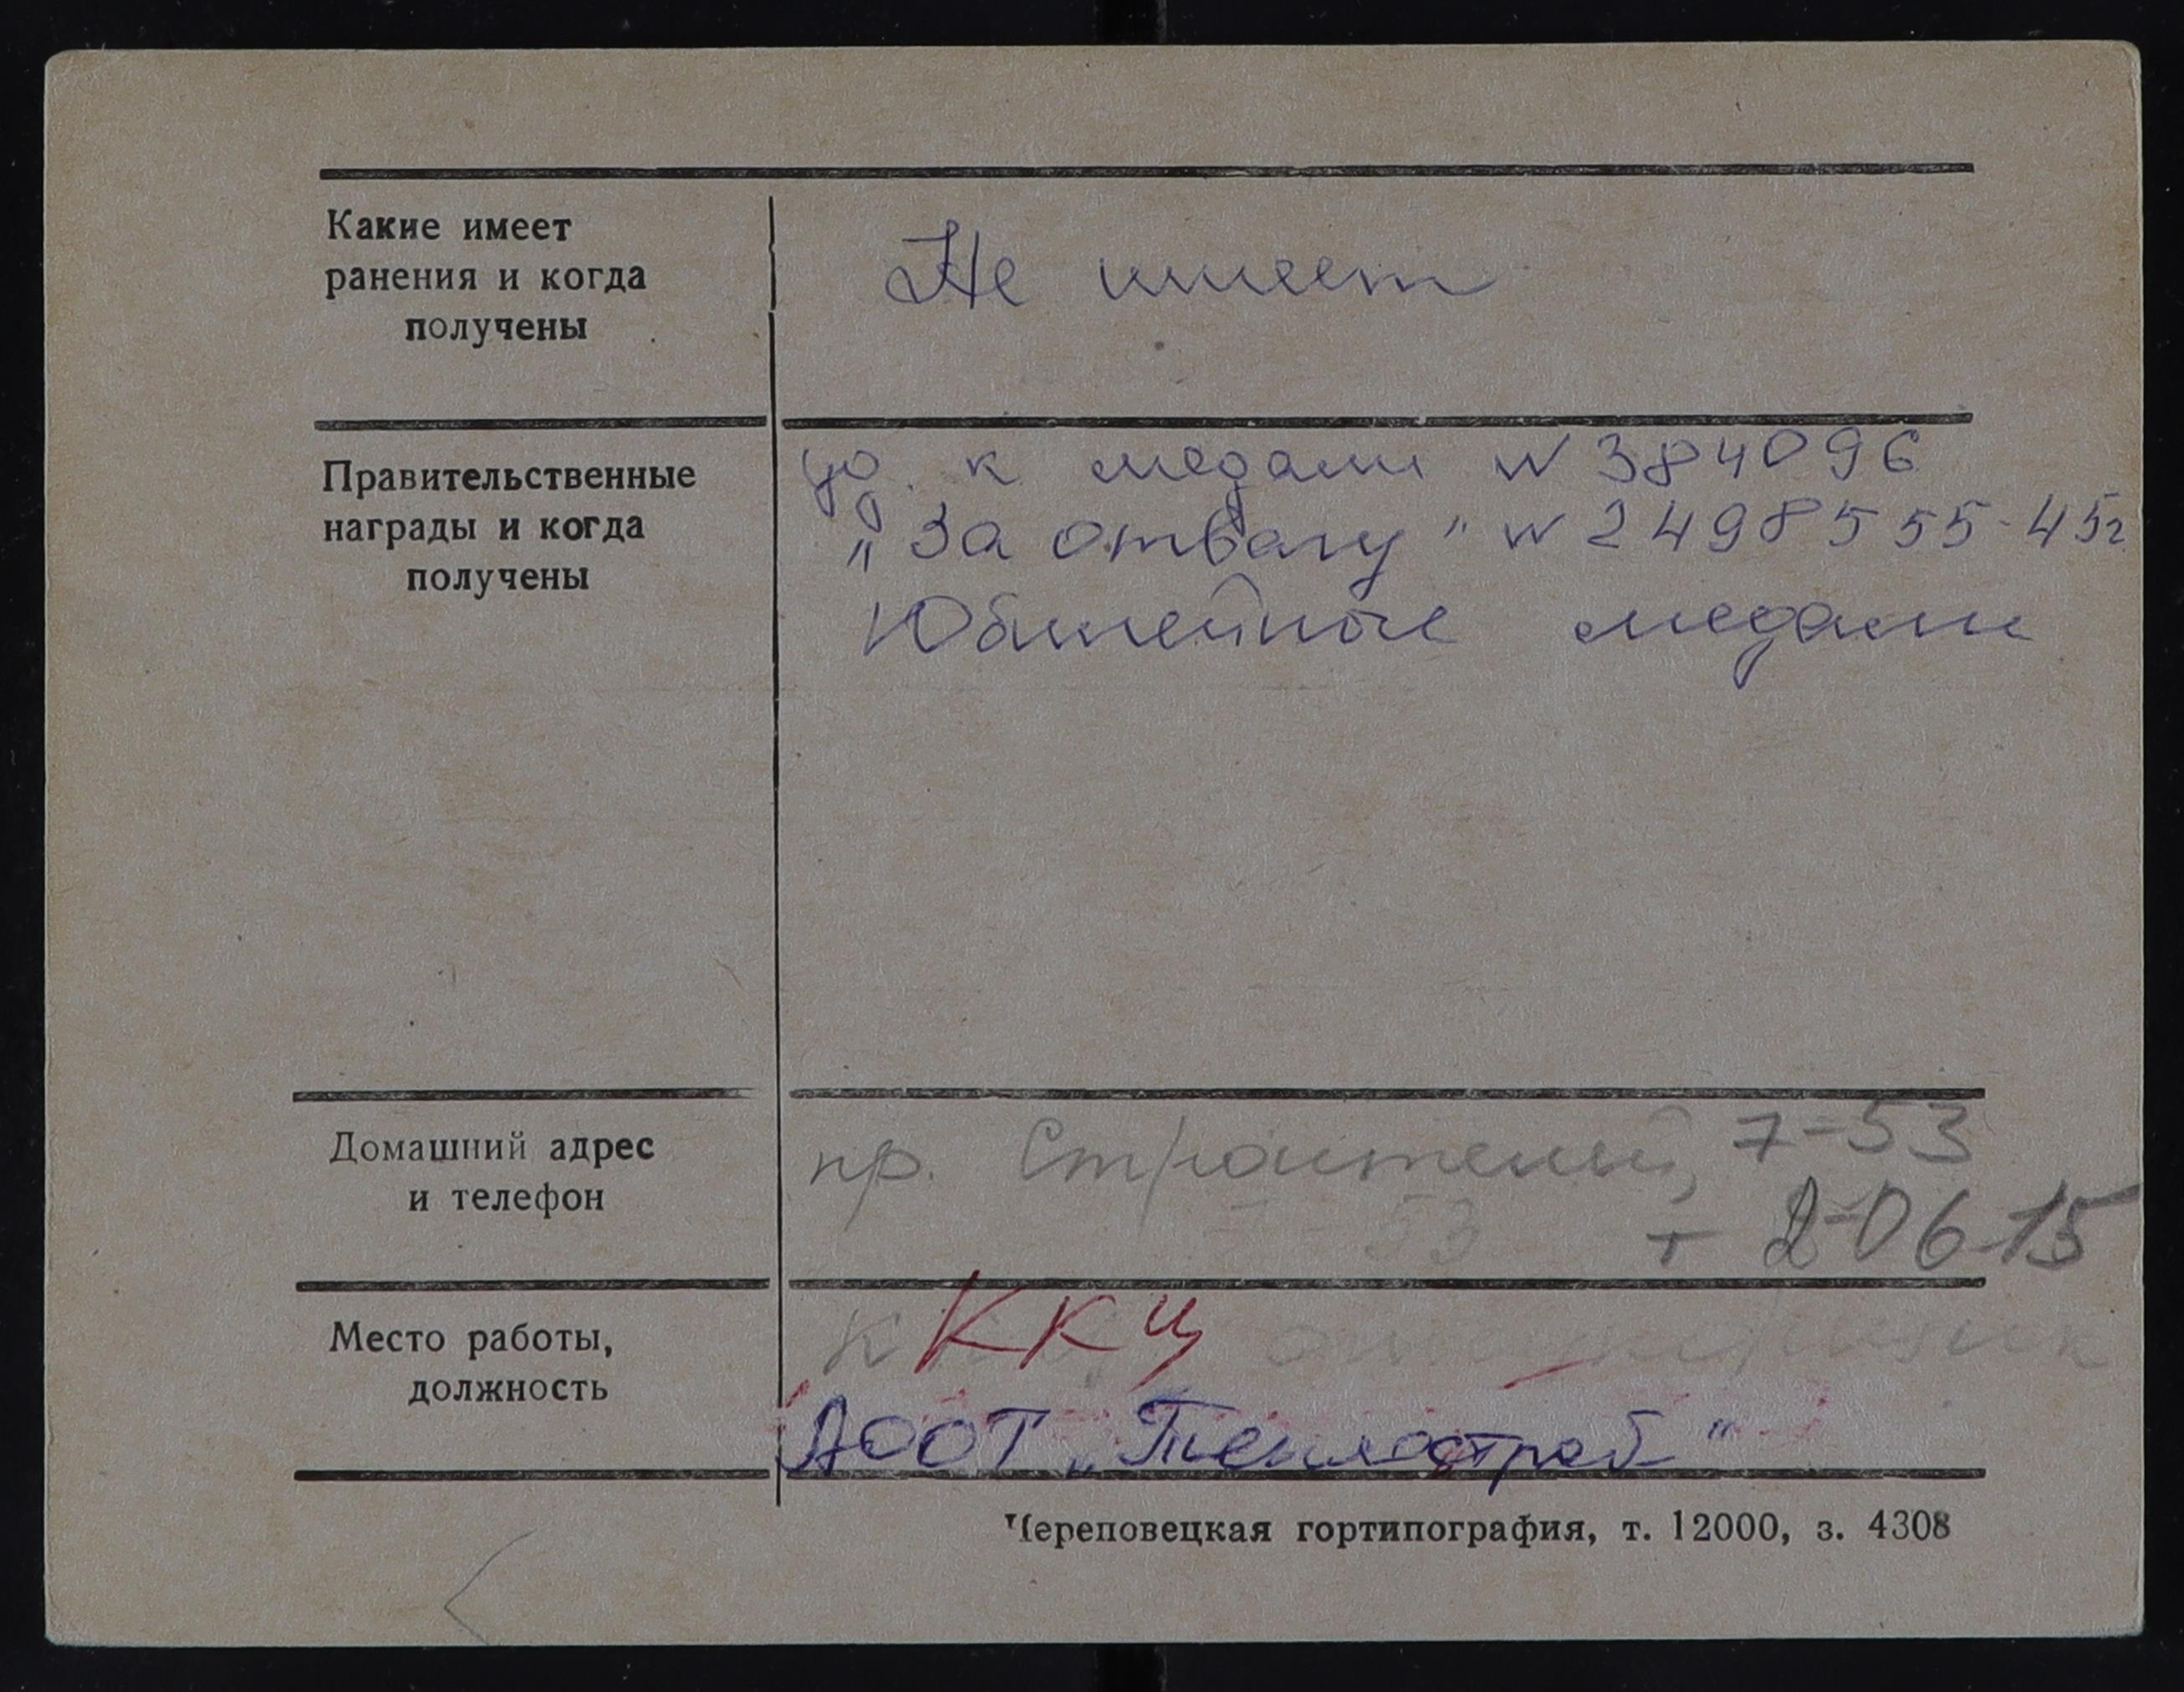 Какие имеет
ранения и когда
получены
Не имеет
Правительственные
награды и когда
получены
уд. к медали N 384096
„За отвагу" N 2498555-45г
Юбилейные медали
Домашний адрес
и телефон
пр. Строителей, 7-53
7-53 т 2-06-15
Место работы,
должность
ККЦ
АООТ „Теплострой"
Череповецкая гортипография, т. 12000, з. 4308